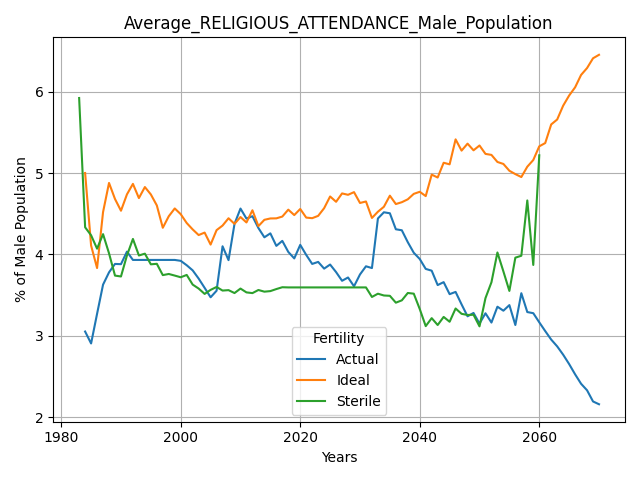 Average_RELIGIOUS_ATTENDANCE_Male_Population
% of Male Population
6
5
4
3
2
Fertility
Actual
Ideal
Sterile
1980 2000 2020 2040 2060
Years